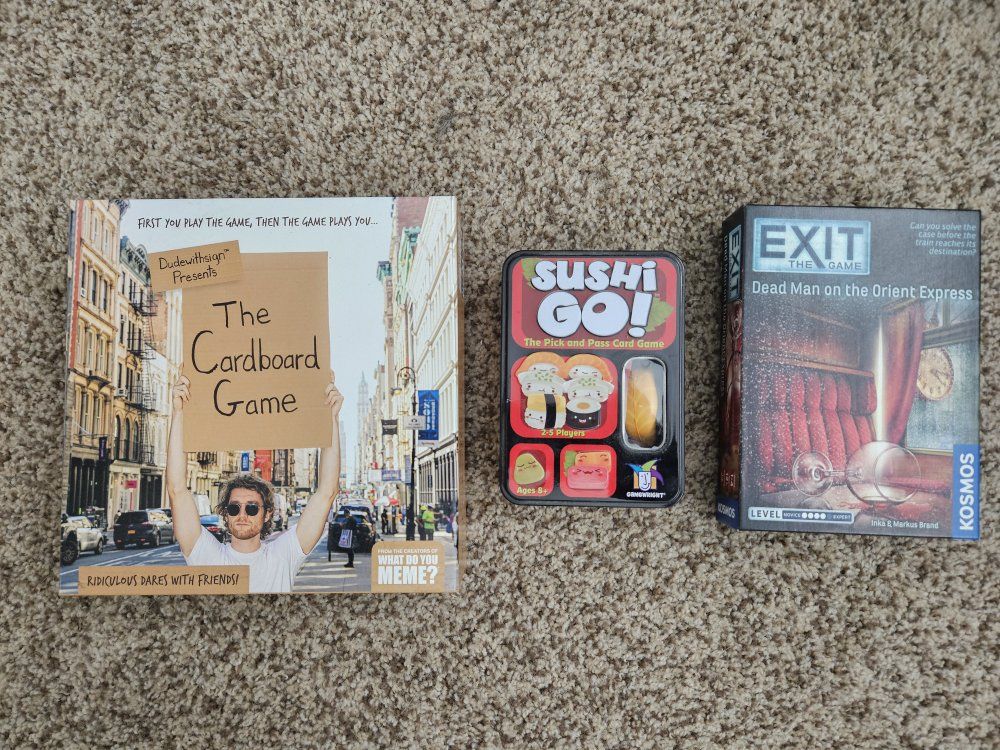 FIRST YOU PLAY THE GAME, THEN THE GAME PLAYS YOU...
Dudewithsign™
Presents
The
Cardboard
Game
RIDICULOUS DARES WITH FRIENDS!
FROM THE CREATORS OF
WHAT DO YOU
MEME?
SUSHI
GO!
The Pick and Pass Card Game
2-5 Players
Ages 8+
GAMEWRIGHT
EXIT
EXIT
THE GAME
Can you solve the
case before the
train reaches its
destination?
Dead Man on the Orient Express
LEVEL NOVICE EXPERT
Inka & Markus Brand
KOSMOS
KOSMOS